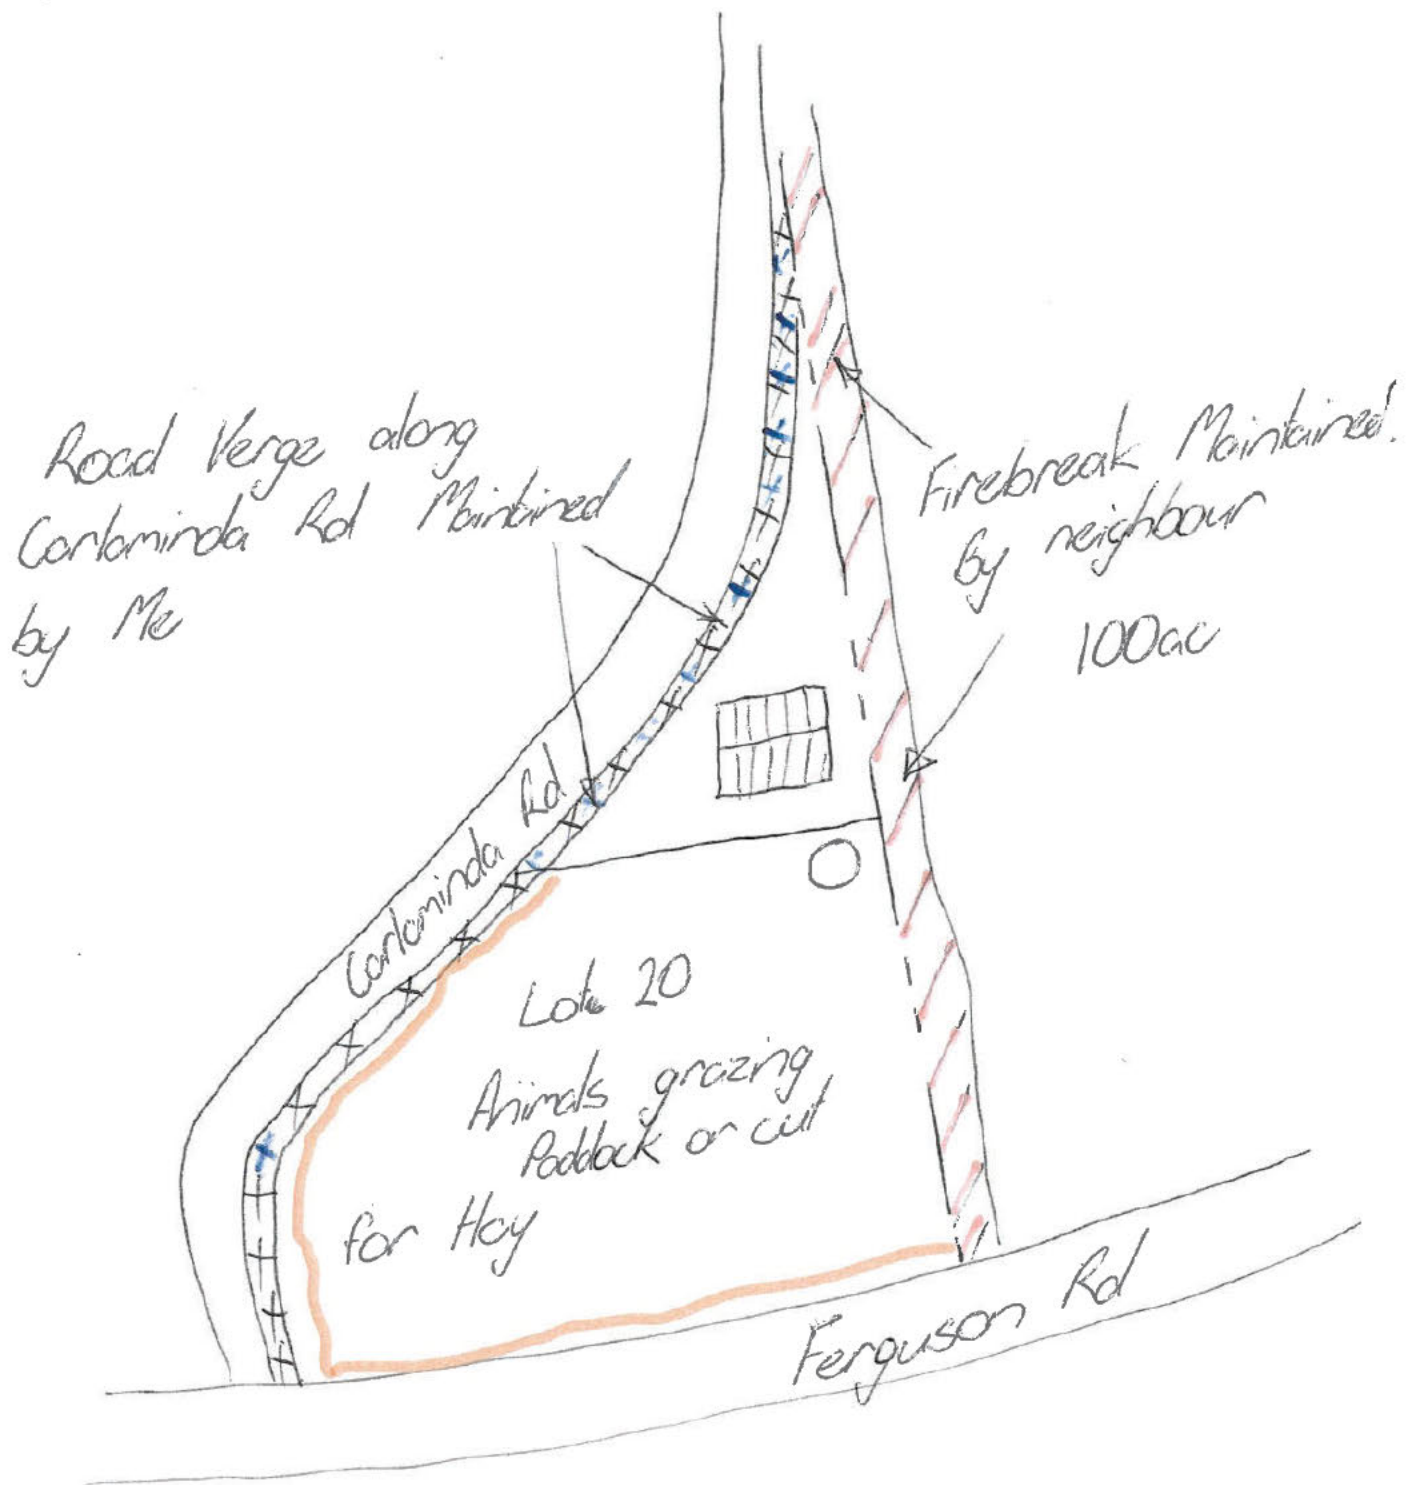 Road Verge along
Carlaminda Rd Maintained
by Me
Firebreak Maintained.
By neighbour
100ac
Carlaminda Rd
Lot 20
Animals grazing
Paddock or cut
for Hay
Ferguson Rd